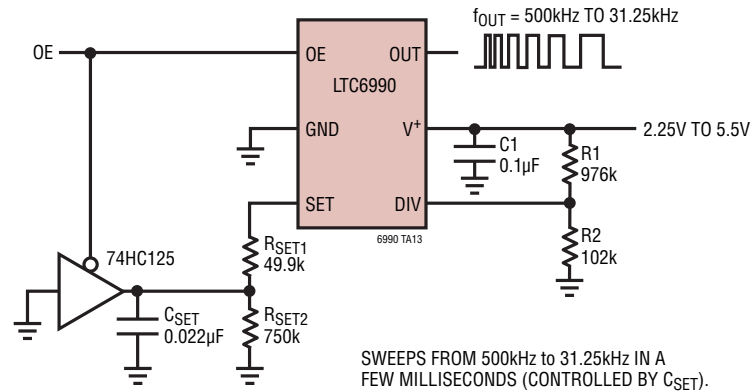 fOUT = 500kHz TO 31.25kHz
OE
OE
OUT
LTC6990
GND
V+
2.25V TO 5.5V
C1
0.1µF
R1
976k
SET
DIV
6990 TA13
R2
102k
74HC125
RSET1
49.9k
CSET
0.022µF
RSET2
750k
SWEEPS FROM 500kHz to 31.25kHz IN A
FEW MILLISECONDS (CONTROLLED BY CSET).